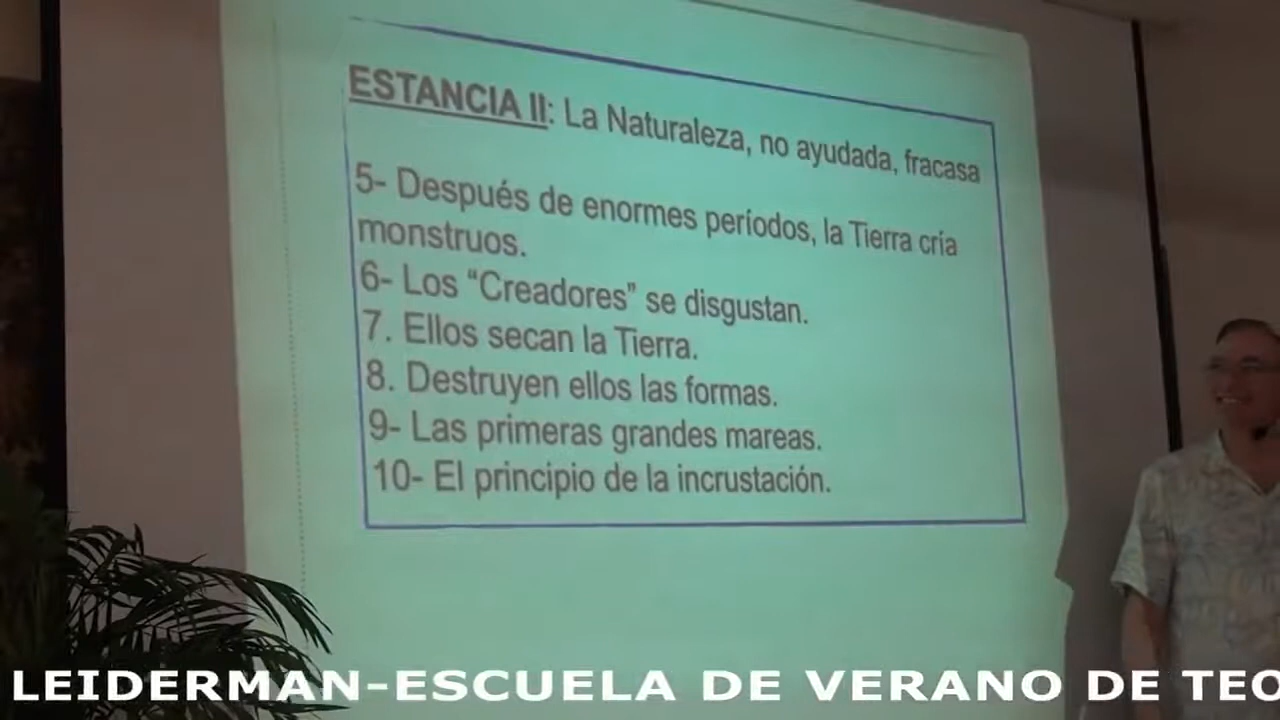 ESTANCIA II: La Naturaleza, no ayudada, fracasa
5- Después de enormes períodos, la Tierra cría
monstruos.
6- Los “Creadores” se disgustan.
7. Ellos secan la Tierra.
8. Destruyen ellos las formas.
9- Las primeras grandes mareas.
10- El principio de la incrustación.
LEIDERMAN-ESCUELA DE VERANO DE TEO